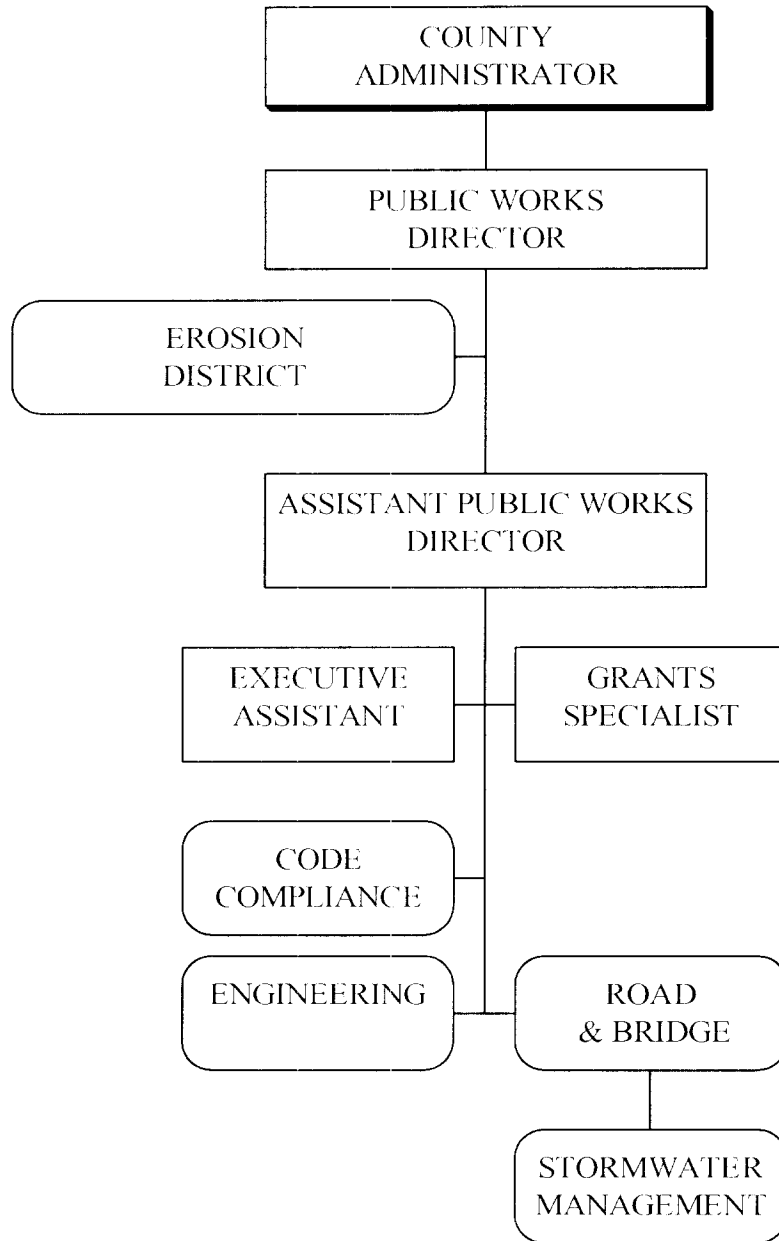 COUNTY
ADMINISTRATOR
PUBLIC WORKS
DIRECTOR
EROSION
DISTRICT
ASSISTANT PUBLIC WORKS
DIRECTOR
EXECUTIVE
ASSISTANT
GRANTS
SPECIALIST
CODE
COMPLIANCE
ENGINEERING
ROAD
& BRIDGE
STORMWATER
MANAGEMENT